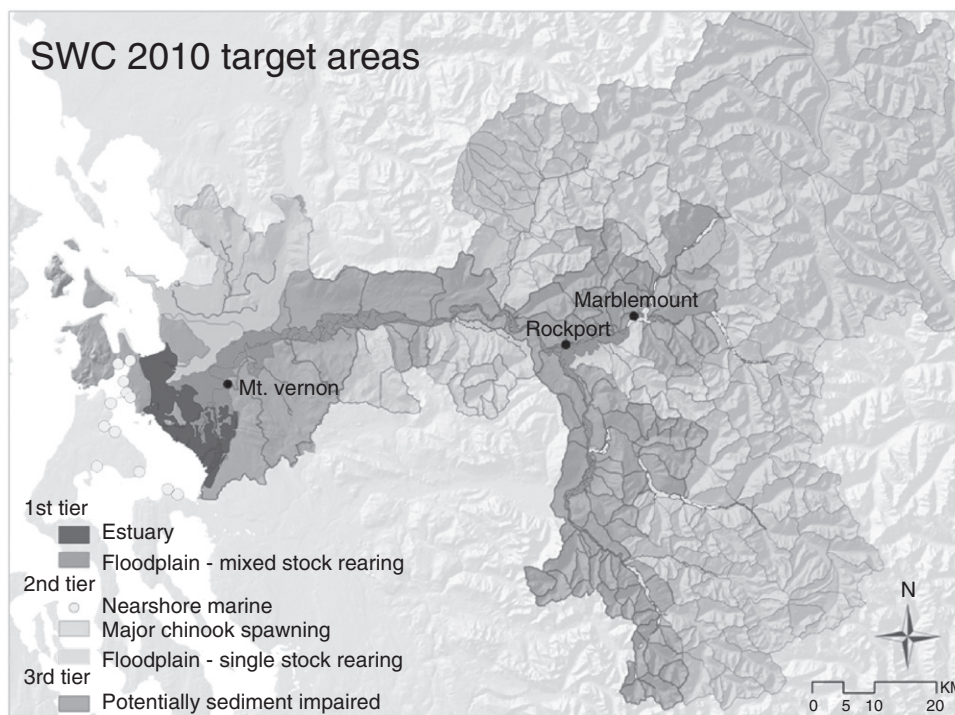 SWC 2010 target areas
Marblemount
Rockport
Mt. vernon
1st tier
Estuary
Floodplain - mixed stock rearing
2nd tier
Nearshore marine
Major chinook spawning
Floodplain - single stock rearing
3rd tier
Potentially sediment impaired
N
KM
0 5 10 20